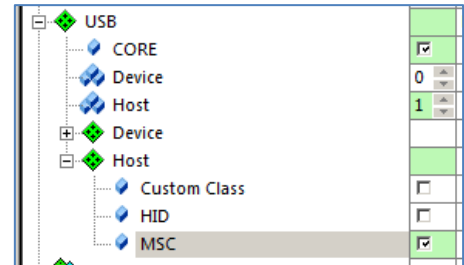 USB
CORE
Device 0
Host 1
Device
Host
Custom Class
HID
MSC